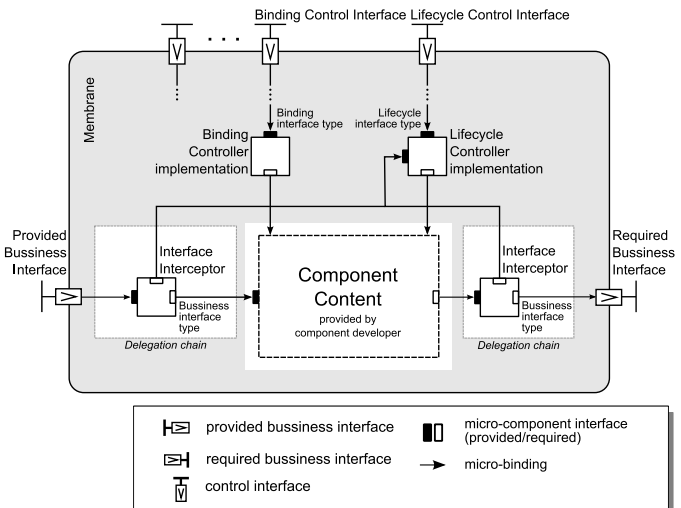 Binding Control Interface Lifecycle Control Interface
. . .
Membrane
Binding
interface type
Lifecycle
interface type
Binding
Controller
implementation
Lifecycle
Controller
implementation
Provided
Bussiness
Interface
Required
Bussiness
Interface
Interface
Interceptor
Bussiness
interface
type
Delegation chain
Component
Content
provided by
component developer
Interface
Interceptor
Bussiness
interface
type
Delegation chain
provided bussiness interface
required bussiness interface
control interface
micro-component interface
(provided/required)
micro-binding